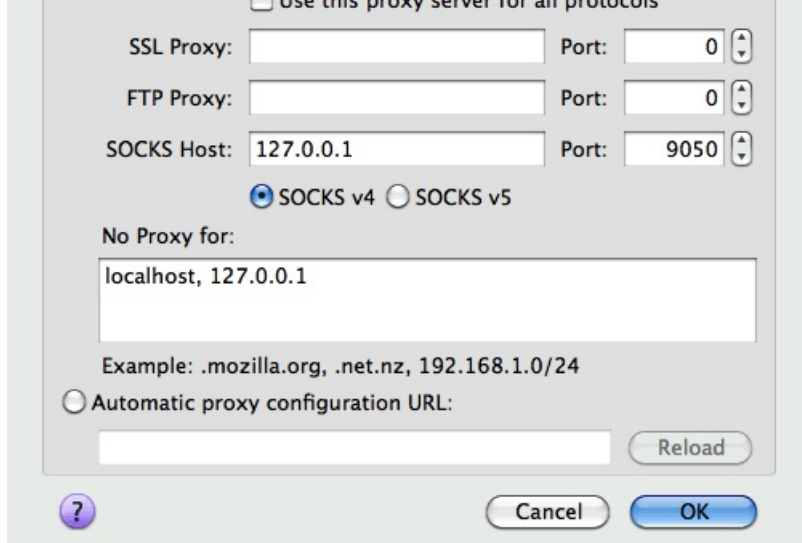 Use this proxy server for all protocols
SSL Proxy: Port: 0
FTP Proxy: Port: 0
SOCKS Host: 127.0.0.1 Port: 9050
SOCKS v4 SOCKS v5
No Proxy for:
localhost, 127.0.0.1
Example: .mozilla.org, .net.nz, 192.168.1.0/24
Automatic proxy configuration URL:
Reload
? Cancel OK